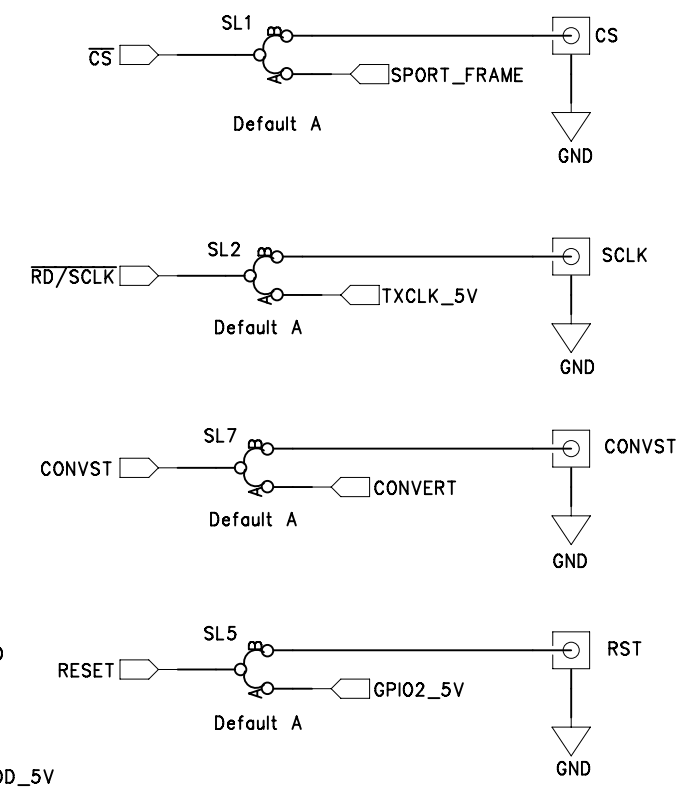 SL1
B
CS
CS
A
SPORT_FRAME
Default A
GND
SL2
B
SCLK
RD/SCLK
A
TXCLK_5V
Default A
GND
SL7
B
CONVST
CONVST
A
CONVERT
Default A
GND
SL5
B
RST
RESET
A
GPIO2_5V
Default A
GND
D_5V